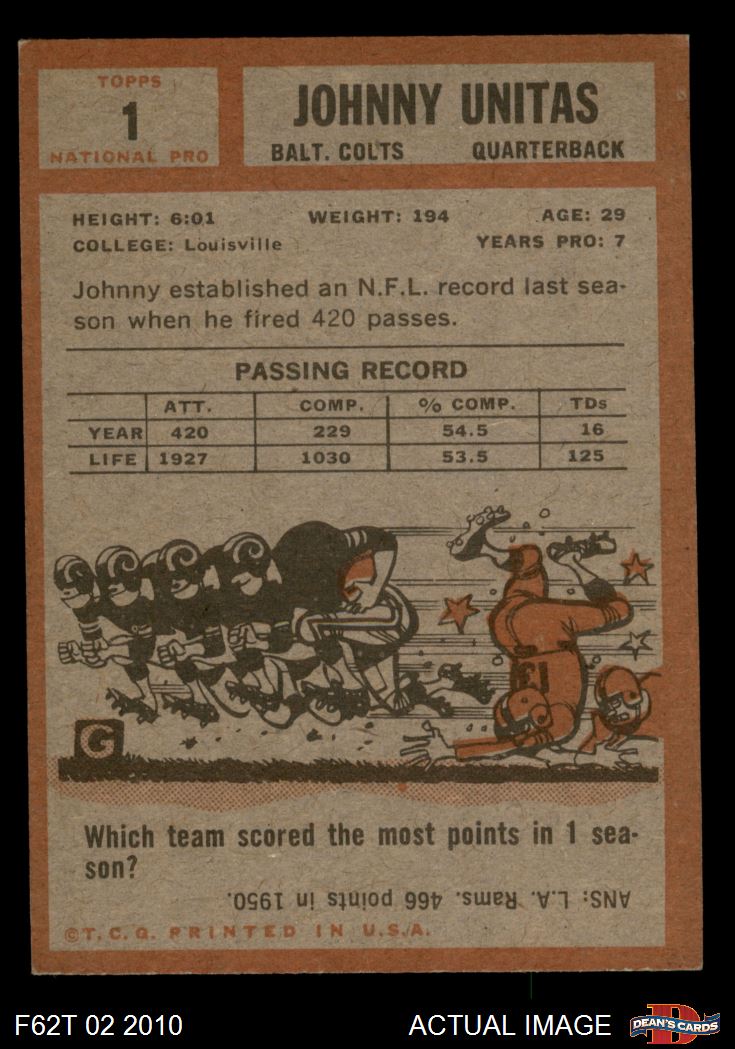 TOPPS
1
NATIONAL PRO
JOHNNY UNITAS
BALT. COLTS QUARTERBACK
HEIGHT: 6:01 WEIGHT: 194 AGE: 29
COLLEGE: Louisville YEARS PRO: 7
Johnny established an N.F.L. record last sea-
son when he fired 420 passes.
PASSING RECORD
ATT. COMP. % COMP. TDs
YEAR 420 229 54.5 16
LIFE 1927 1030 53.5 125
G
Which team scored the most points in 1 sea-
son?
ANS: L.A. Rams. 466 points in 1950.
©T.C.G. PRINTED IN U.S.A.
F62T 02 2010 ACTUAL IMAGE
D
DEAN'S CARDS